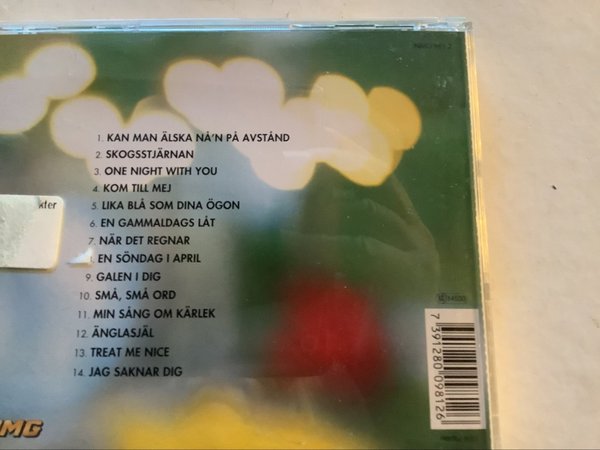 1. KAN MAN ÄLSKA NÅ'N PÅ AVSTÅND
2. SKOGSSTJÄRNAN
3. ONE NIGHT WITH YOU
4. KOM TILL MEJ
5. LIKA BLÅ SOM DINA ÖGON
6. EN GAMMALDAGS LÅT
7. NÄR DET REGNAR
8. EN SÖNDAG I APRIL
9. GALEN I DIG
10. SMÅ, SMÅ ORD
11. MIN SÅNG OM KÄRLEK
12. ÄNGLASJÄL
13. TREAT ME NICE
14. JAG SAKNAR DIG
7 391280 098126
MG